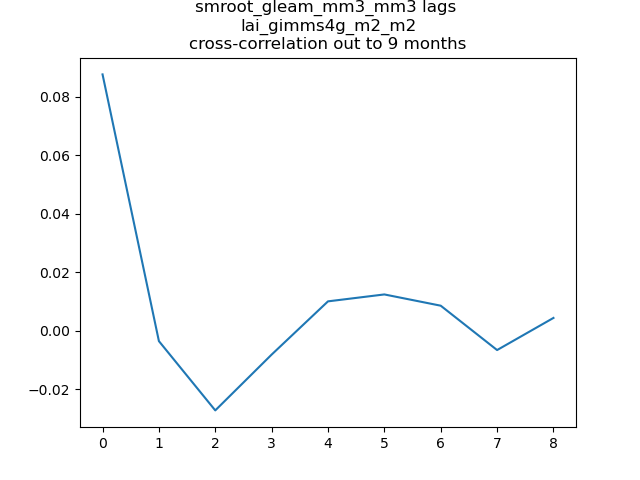 smroot_gleam_mm3_mm3 lags
lai_gimms4g_m2_m2
cross-correlation out to 9 months
0.08
0.06
0.04
0.02
0.00
−0.02
0 1 2 3 4 5 6 7 8